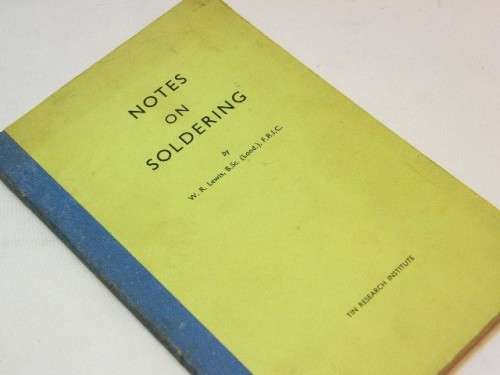 NOTES
ON
SOLDERING
by
W. R. Lewis, B.Sc. (Lond.), F.R.I.C.
TIN RESEARCH INSTITUTE